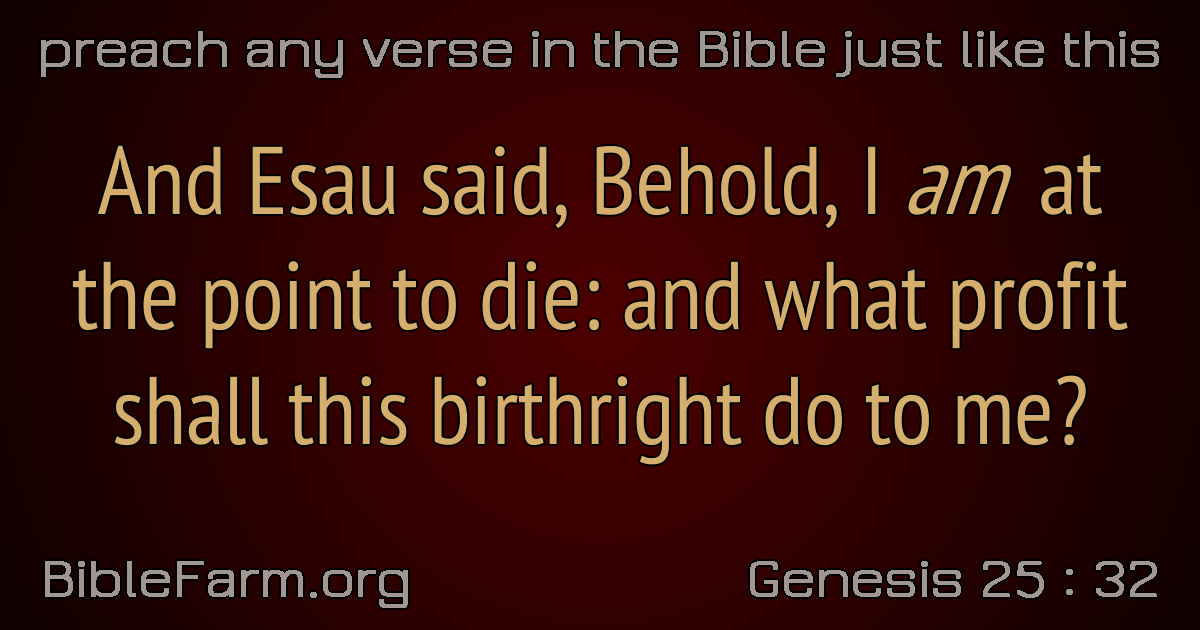 preach any verse in the Bible just like this
And Esau said, Behold, I am at
the point to die: and what profit
shall this birthright do to me?
BibleFarm.org
Genesis 25 : 32